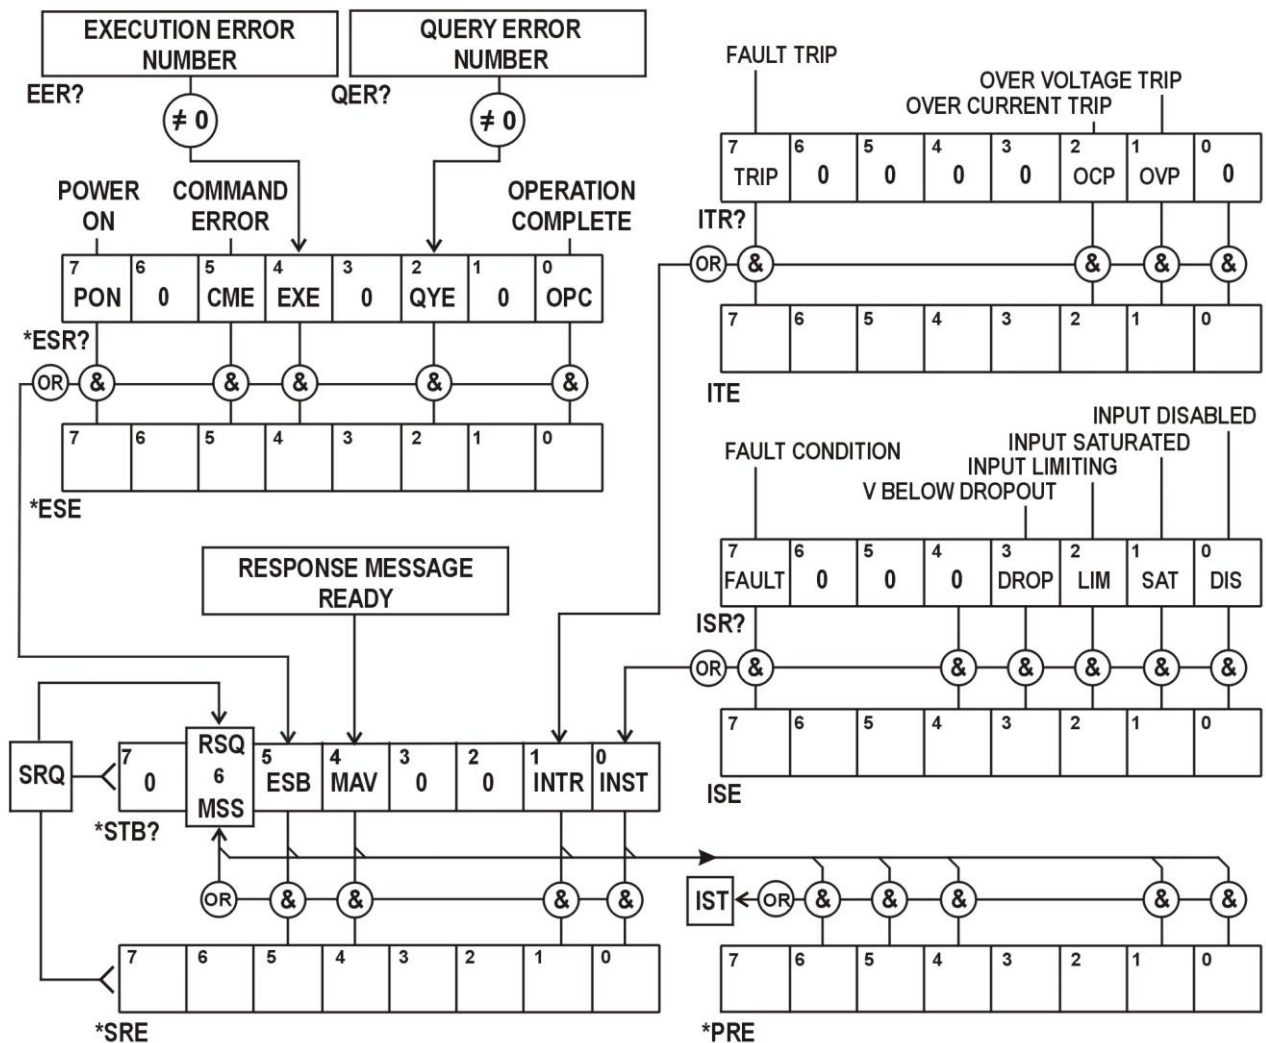 EXECUTION ERROR
NUMBER
QUERY ERROR
NUMBER
EER?
≠ 0
QER?
≠ 0
POWER
ON
COMMAND
ERROR
OPERATION
COMPLETE
7 6 5 4 3 2 1 0
PON 0 CME EXE 0 QYE 0 OPC
*ESR?
OR & & & & &
7 6 5 4 3 2 1 0
*ESE
FAULT TRIP
OVER VOLTAGE TRIP
OVER CURRENT TRIP
7 6 5 4 3 2 1 0
TRIP 0 0 0 0 OCP OVP 0
ITR?
OR & & & &
7 6 5 4 3 2 1 0
ITE
INPUT DISABLED
INPUT SATURATED
FAULT CONDITION
INPUT LIMITING
V BELOW DROPOUT
7 6 5 4 3 2 1 0
FAULT 0 0 0 DROP LIM SAT DIS
ISR?
OR & & & & & &
7 6 5 4 3 2 1 0
ISE
RESPONSE MESSAGE
READY
SRQ
RSQ
7 6 5 4 3 2 1 0
0 ESB MAV 0 0 INTR INST
MSS
*STB?
OR & & & &
7 6 5 4 3 2 1 0
*SRE
IST OR & & & & &
7 6 5 4 3 2 1 0
*PRE